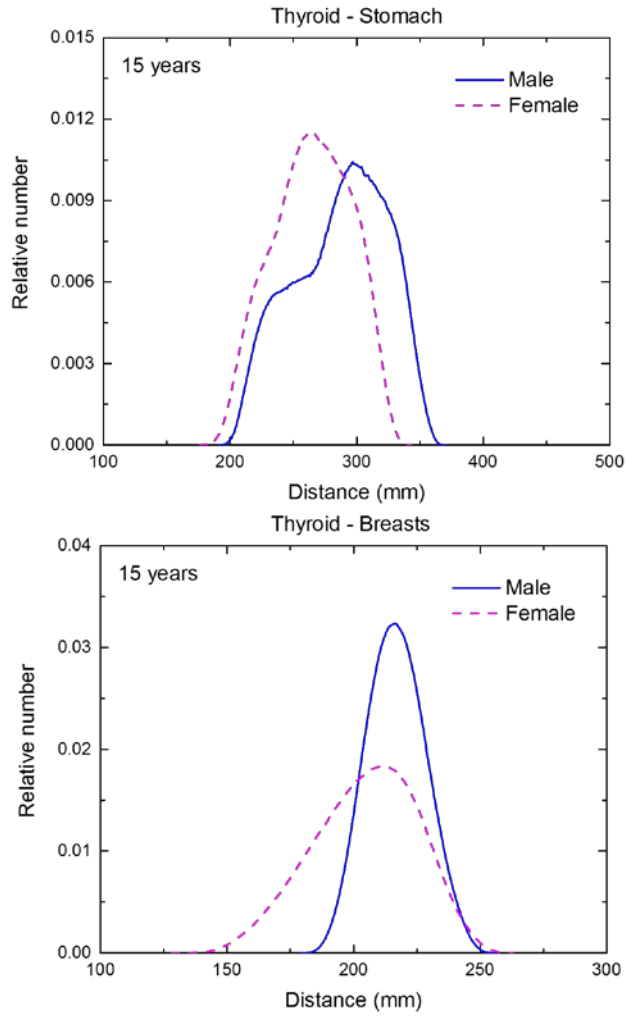 Thyroid - Stomach
0.015
15 years
Male
Female
0.012
0.009
0.006
0.003
0.000
Relative number
100 200 300 400 500
Distance (mm)
Thyroid - Breasts
0.04
15 years
Male
Female
0.03
0.02
0.01
0.00
Relative number
100 150 200 250 300
Distance (mm)